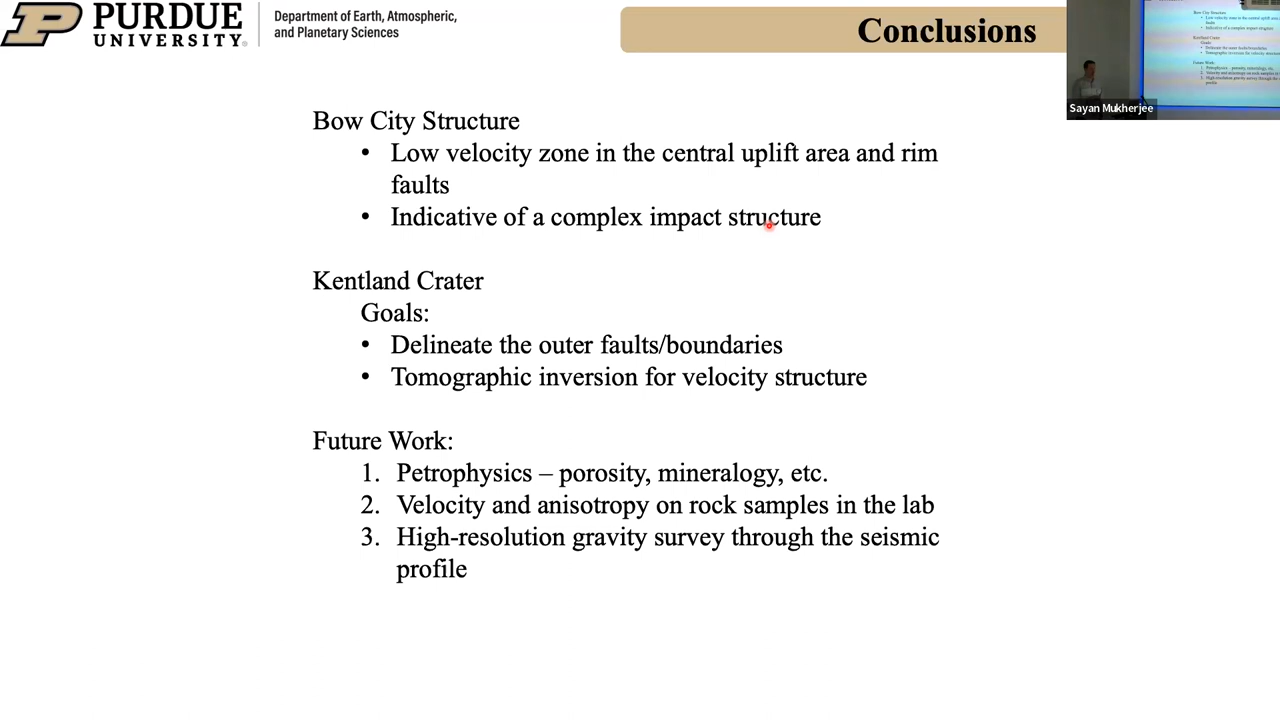 PURDUE
UNIVERSITY®
Department of Earth, Atmospheric,
and Planetary Sciences
Conclusions
Sayan Mukherjee
Bow City Structure
• Low velocity zone in the central uplift area and rim
faults
• Indicative of a complex impact structure
Kentland Crater
Goals:
• Delineate the outer faults/boundaries
• Tomographic inversion for velocity structure
Future Work:
1. Petrophysics – porosity, mineralogy, etc.
2. Velocity and anisotropy on rock samples in the lab
3. High-resolution gravity survey through the seismic
profile